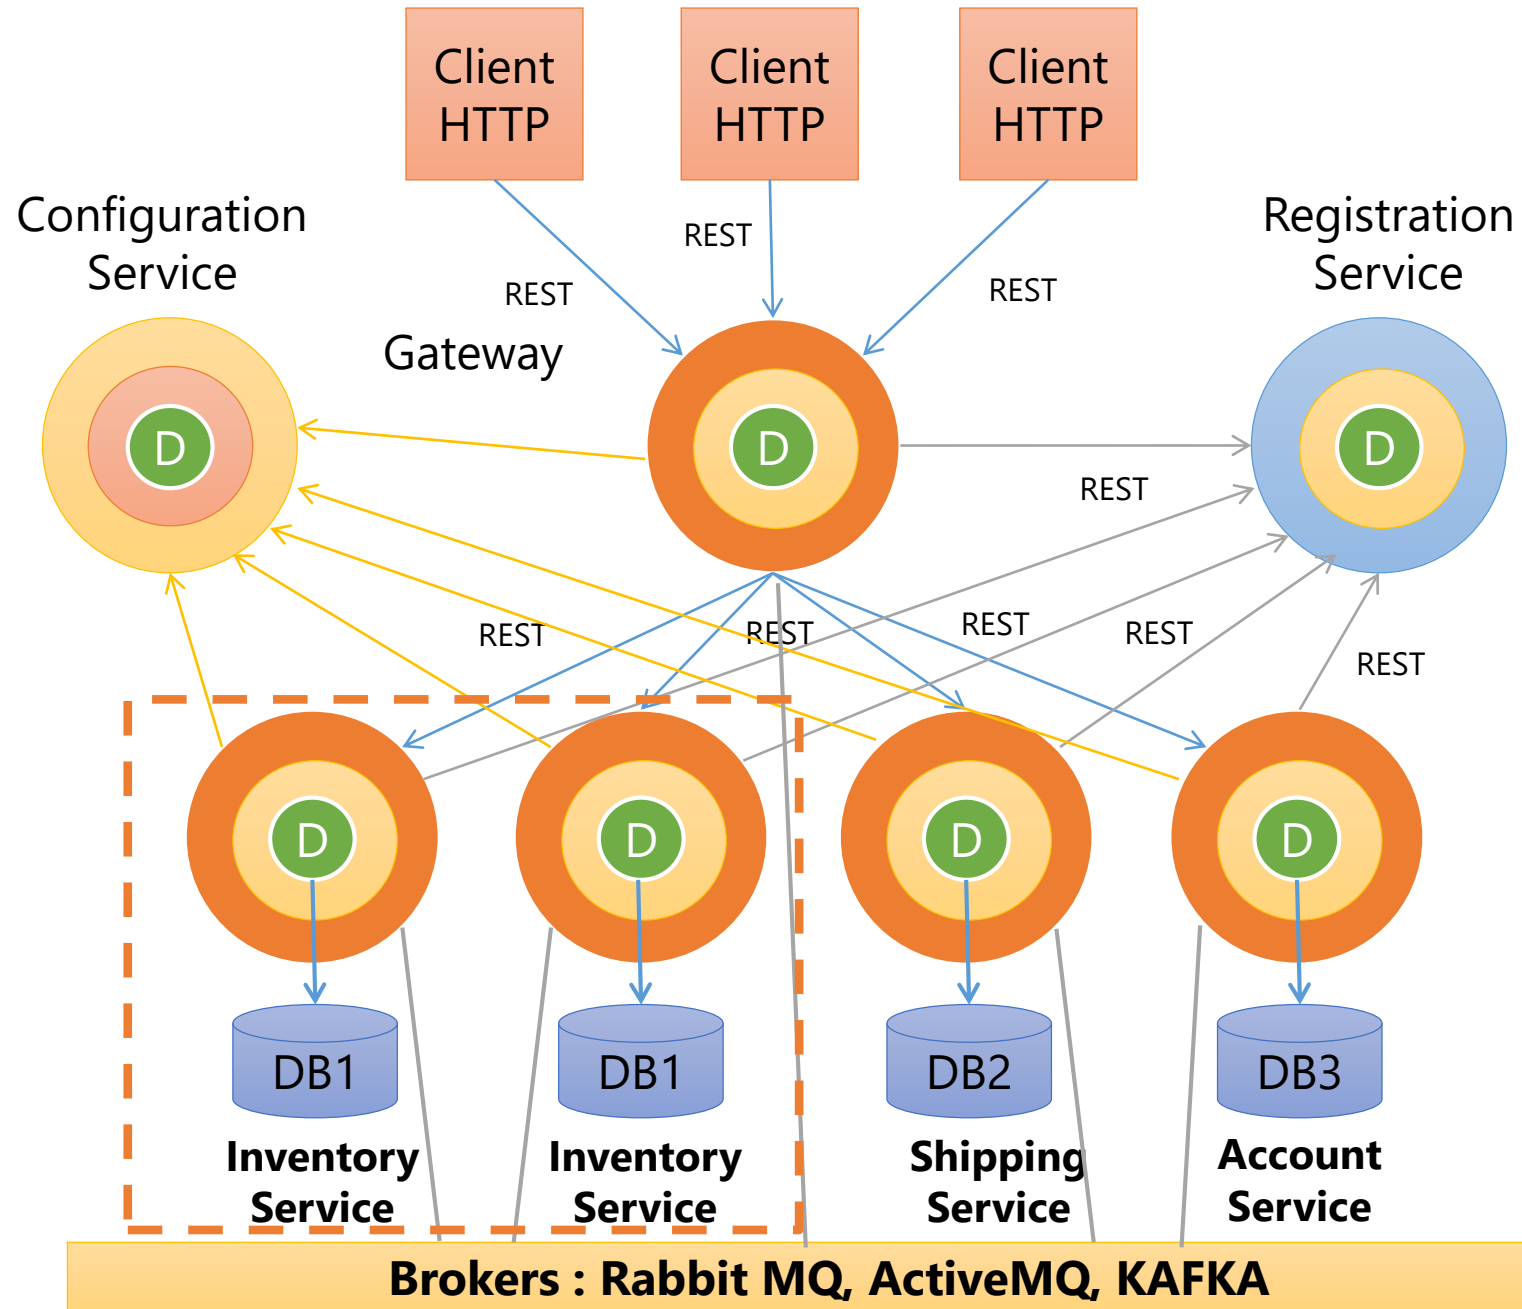 Client
HTTP
Client
HTTP
Client
HTTP
Configuration
Service
Registration
Service
REST
REST
REST
Gateway
D
D
D
REST
REST
REST
REST
REST
REST
D
D
D
D
DB1
DB1
DB2
DB3
Inventory
Service
Inventory
Service
Shipping
Service
Account
Service
Brokers : Rabbit MQ, ActiveMQ, KAFKA